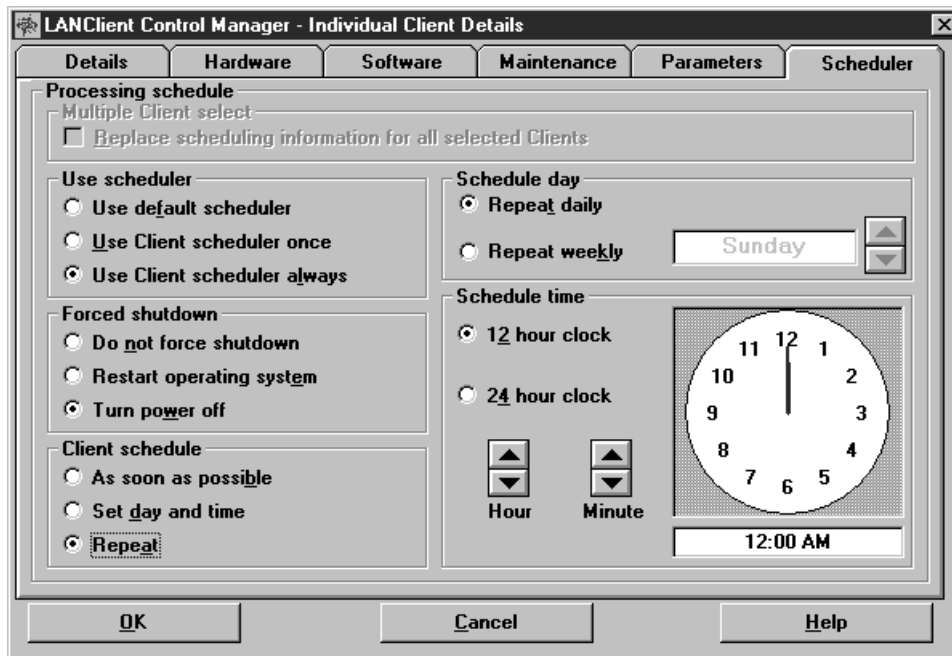 LANClient Control Manager - Individual Client Details
Details
Hardware
Software
Maintenance
Parameters
Scheduler
Processing schedule
Multiple Client select
Replace scheduling information for all selected Clients
Use scheduler
Use default scheduler
Use Client scheduler once
Use Client scheduler always
Forced shutdown
Do not force shutdown
Restart operating system
Turn power off
Client schedule
As soon as possible
Set day and time
Repeat
Schedule day
Repeat daily
Repeat weekly
Sunday
Schedule time
12 hour clock
24 hour clock
Hour
Minute
12
1
2
3
4
5
6
7
8
9
10
11
12:00 AM
OK
Cancel
Help